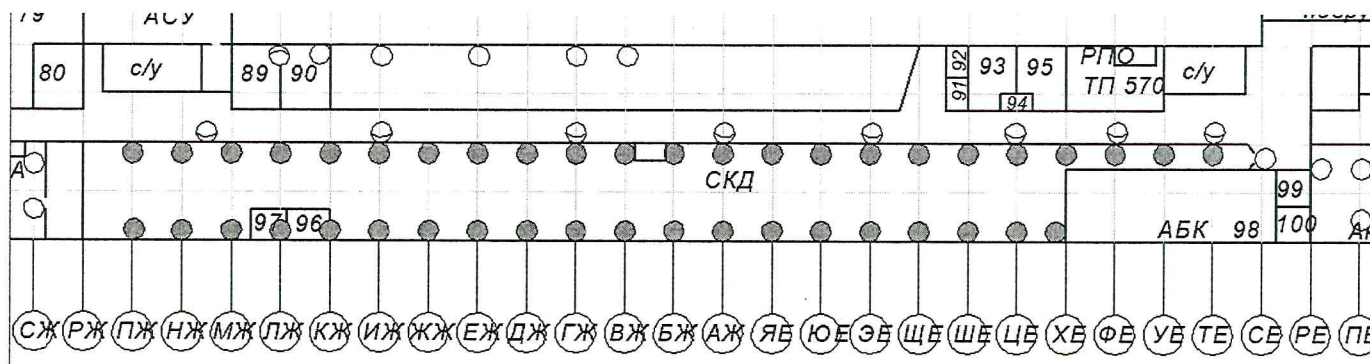 79 АСУ
80 с/у 89 90 91 92 93 95 РПО с/у
94 ТП 570
А СКД 99
97 96 АБК 98 100
СЖ РЖ ПЖ НЖ МЖ ЛЖ КЖ ИЖ ЖЖ ЕЖ ДЖ ГЖ ВЖ БЖ АЖ ЯЕ ЮЕ ЭЕ ЩЕ ШЕ ЦЕ ХЕ ФЕ УЕ ТЕ СЕ РЕ ПЕ